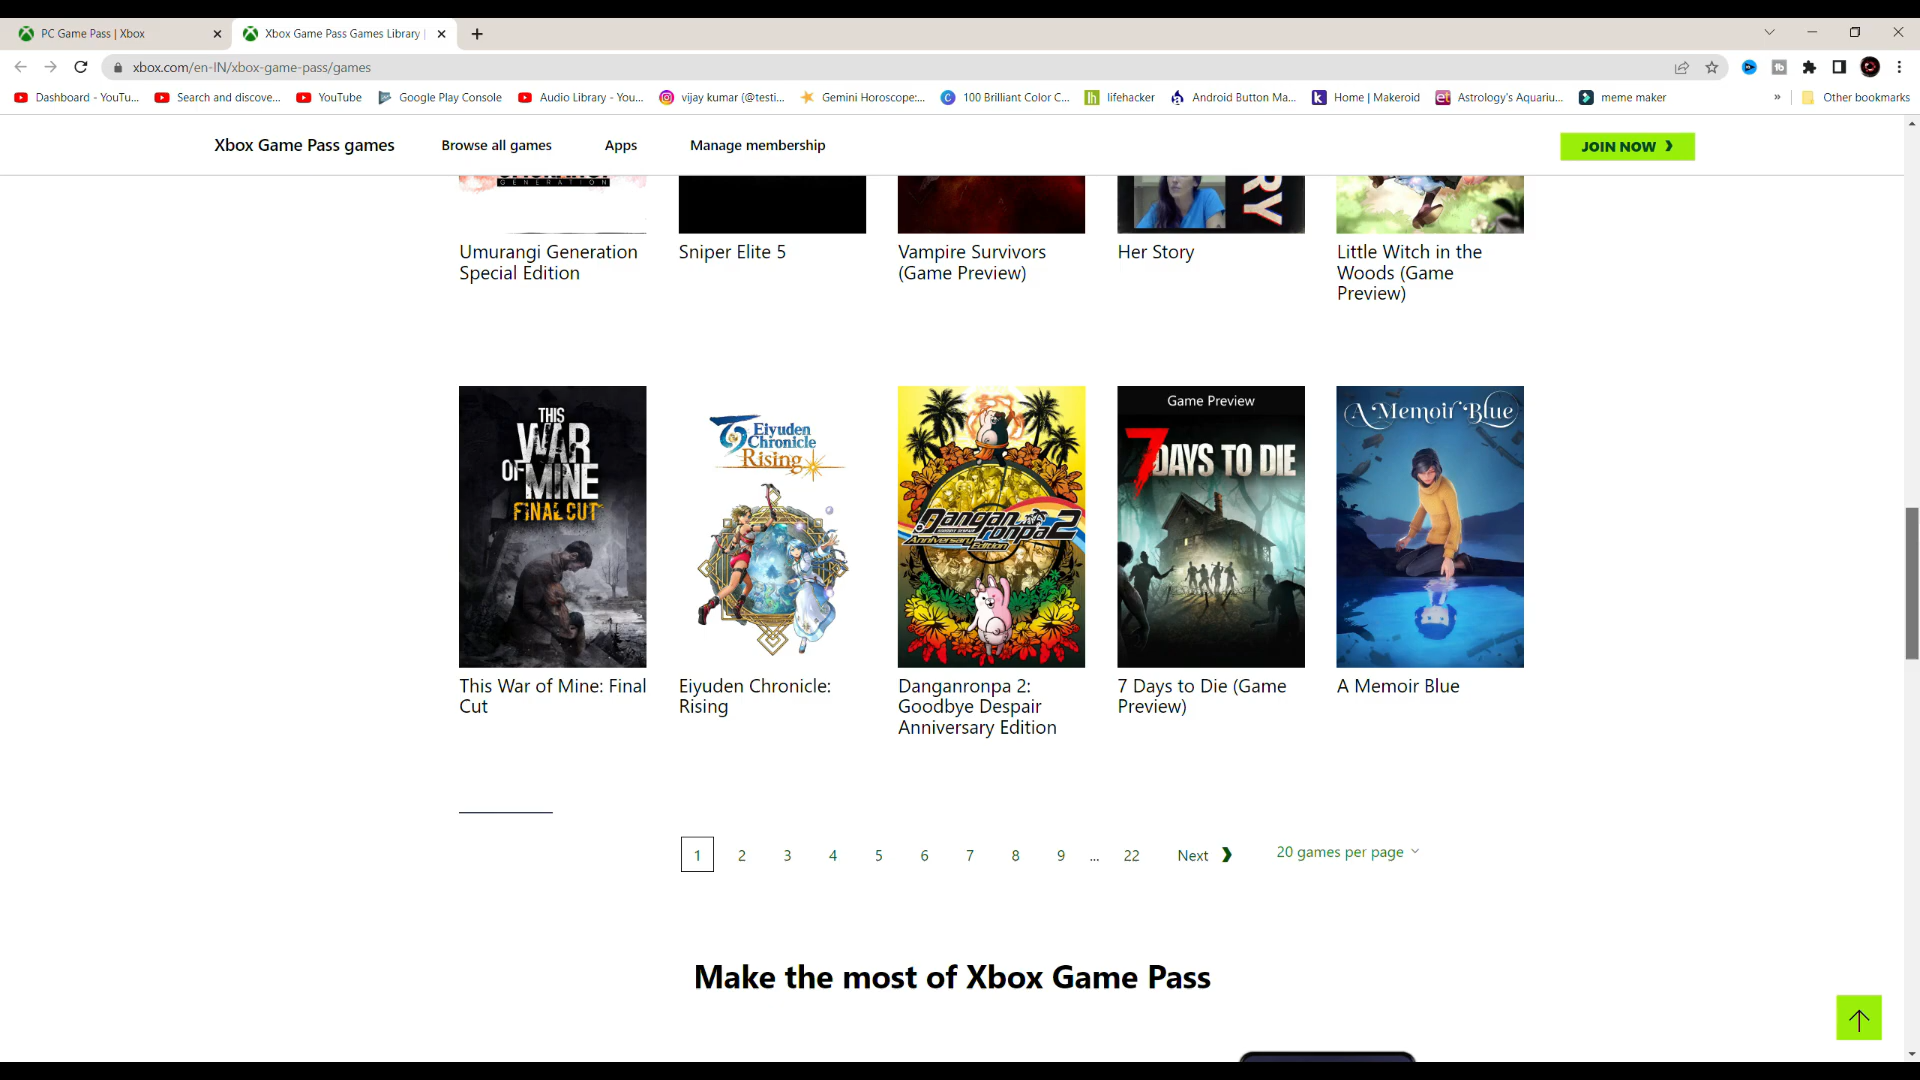 PC Game Pass | Xbox
Xbox Game Pass Games Library |
xbox.com/en-IN/xbox-game-pass/games
Dashboard - YouTu...
Search and discove...
YouTube
Google Play Console
Audio Library - You...
vijay kumar (@testi...
Gemini Horoscope:...
100 Brilliant Color C...
lifehacker
Android Button Ma...
Home | Makeroid
Astrology's Aquariu...
meme maker
»
Other bookmarks
Xbox Game Pass games
Browse all games
Apps
Manage membership
JOIN NOW ❯
GENERATION
RY
Umurangi Generation
Special Edition
Sniper Elite 5
Vampire Survivors
(Game Preview)
Her Story
Little Witch in the
Woods (Game
Preview)
THIS
WAR
OF MINE
FINAL CUT
Eiyuden
Chronicle
Rising
Danganronpa 2
Anniversary Edition
Game Preview
7 DAYS TO DIE
A Memoir Blue
This War of Mine: Final
Cut
Eiyuden Chronicle:
Rising
Danganronpa 2:
Goodbye Despair
Anniversary Edition
7 Days to Die (Game
Preview)
A Memoir Blue
1 2 3 4 5 6 7 8 9 ... 22 Next ❯
20 games per page
Make the most of Xbox Game Pass